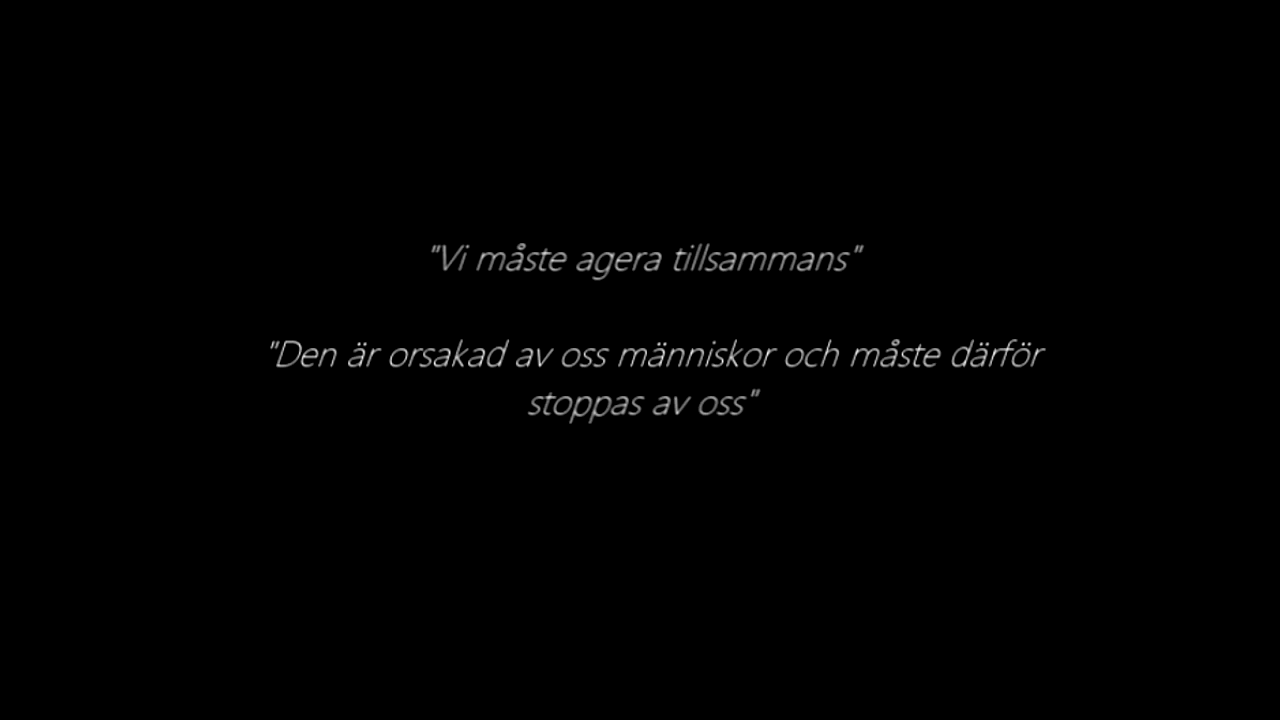 "Vi måste agera tillsammans"
"Den är orsakad av oss människor och måste därför
stoppas av oss"